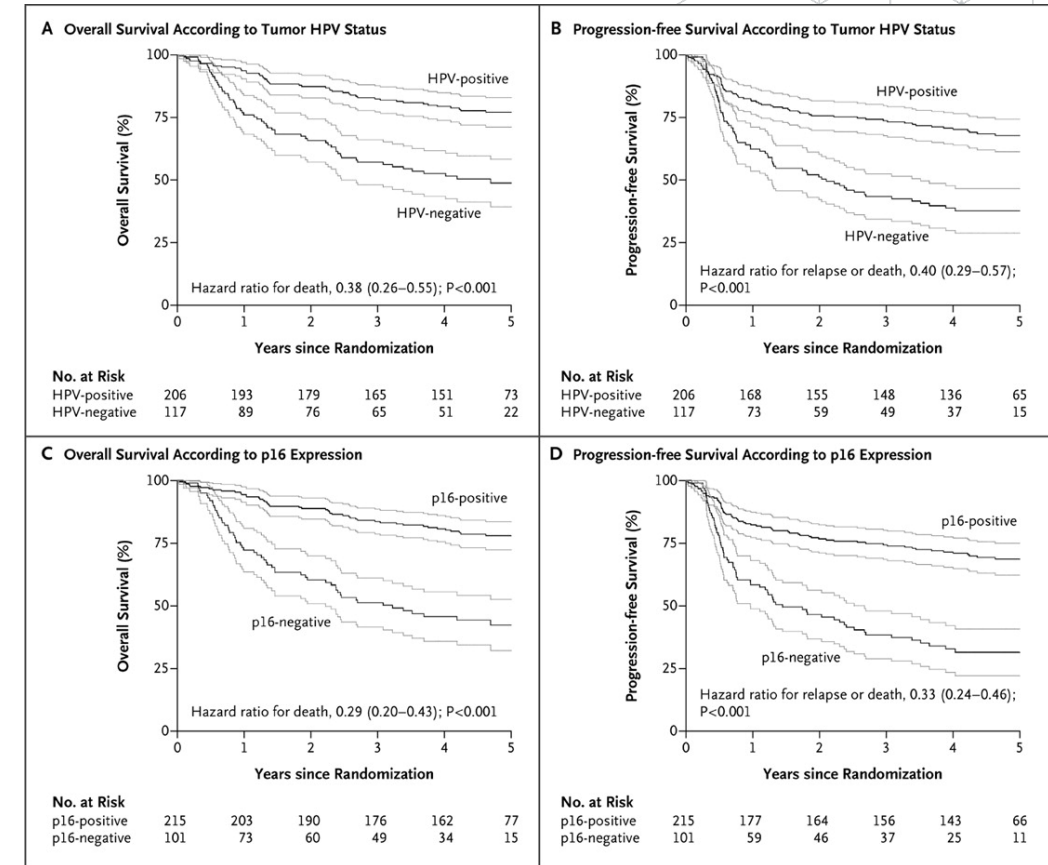 A Overall Survival According to Tumor HPV Status
Overall Survival (%)
100
75
50
25
0
HPV-positive
HPV-negative
Hazard ratio for death, 0.38 (0.26–0.55); P<0.001
0 1 2 3 4 5
Years since Randomization
No. at Risk
HPV-positive 206 193 179 165 151 73
HPV-negative 117 89 76 65 51 22
B Progression-free Survival According to Tumor HPV Status
Progression-free Survival (%)
100
75
50
25
0
HPV-positive
HPV-negative
Hazard ratio for relapse or death, 0.40 (0.29–0.57);
P<0.001
0 1 2 3 4 5
Years since Randomization
No. at Risk
HPV-positive 206 168 155 148 136 65
HPV-negative 117 73 59 49 37 15
C Overall Survival According to p16 Expression
Overall Survival (%)
100
75
50
25
0
p16-positive
p16-negative
Hazard ratio for death, 0.29 (0.20–0.43); P<0.001
0 1 2 3 4 5
Years since Randomization
No. at Risk
p16-positive 215 203 190 176 162 77
p16-negative 101 73 60 49 34 15
D Progression-free Survival According to p16 Expression
Progression-free Survival (%)
100
75
50
25
0
p16-positive
p16-negative
Hazard ratio for relapse or death, 0.33 (0.24–0.46);
P<0.001
0 1 2 3 4 5
Years since Randomization
No. at Risk
p16-positive 215 177 164 156 143 66
p16-negative 101 59 46 37 25 11